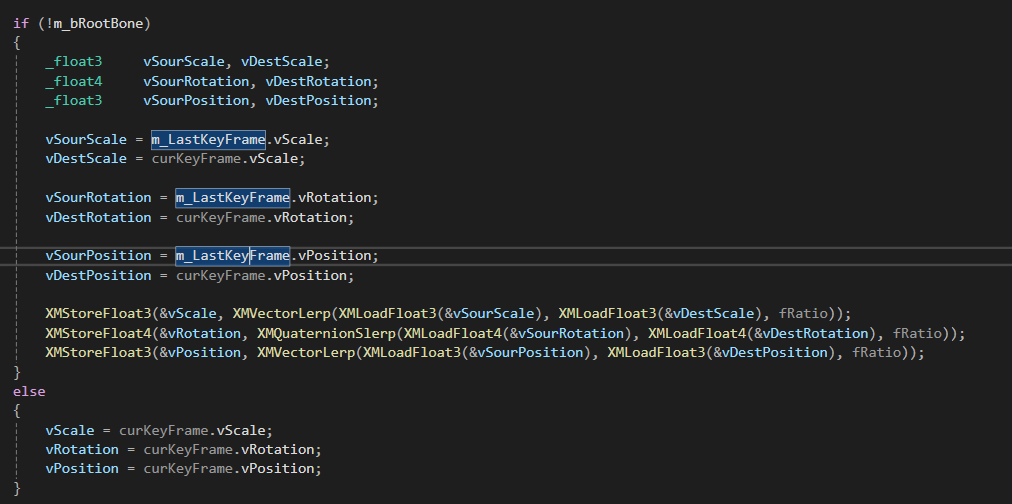 if (!m_bRootBone)
{
    _float3     vSourScale, vDestScale;
    _float4     vSourRotation, vDestRotation;
    _float3     vSourPosition, vDestPosition;

    vSourScale = m_LastKeyFrame.vScale;
    vDestScale = curKeyFrame.vScale;

    vSourRotation = m_LastKeyFrame.vRotation;
    vDestRotation = curKeyFrame.vRotation;

    vSourPosition = m_LastKeyFrame.vPosition;
    vDestPosition = curKeyFrame.vPosition;

    XMStoreFloat3(&vScale, XMVectorLerp(XMLoadFloat3(&vSourScale), XMLoadFloat3(&vDestScale), fRatio));
    XMStoreFloat4(&vRotation, XMQuaternionSlerp(XMLoadFloat4(&vSourRotation), XMLoadFloat4(&vDestRotation), fRatio));
    XMStoreFloat3(&vPosition, XMVectorLerp(XMLoadFloat3(&vSourPosition), XMLoadFloat3(&vDestPosition), fRatio));
}
else
{
    vScale = curKeyFrame.vScale;
    vRotation = curKeyFrame.vRotation;
    vPosition = curKeyFrame.vPosition;
}